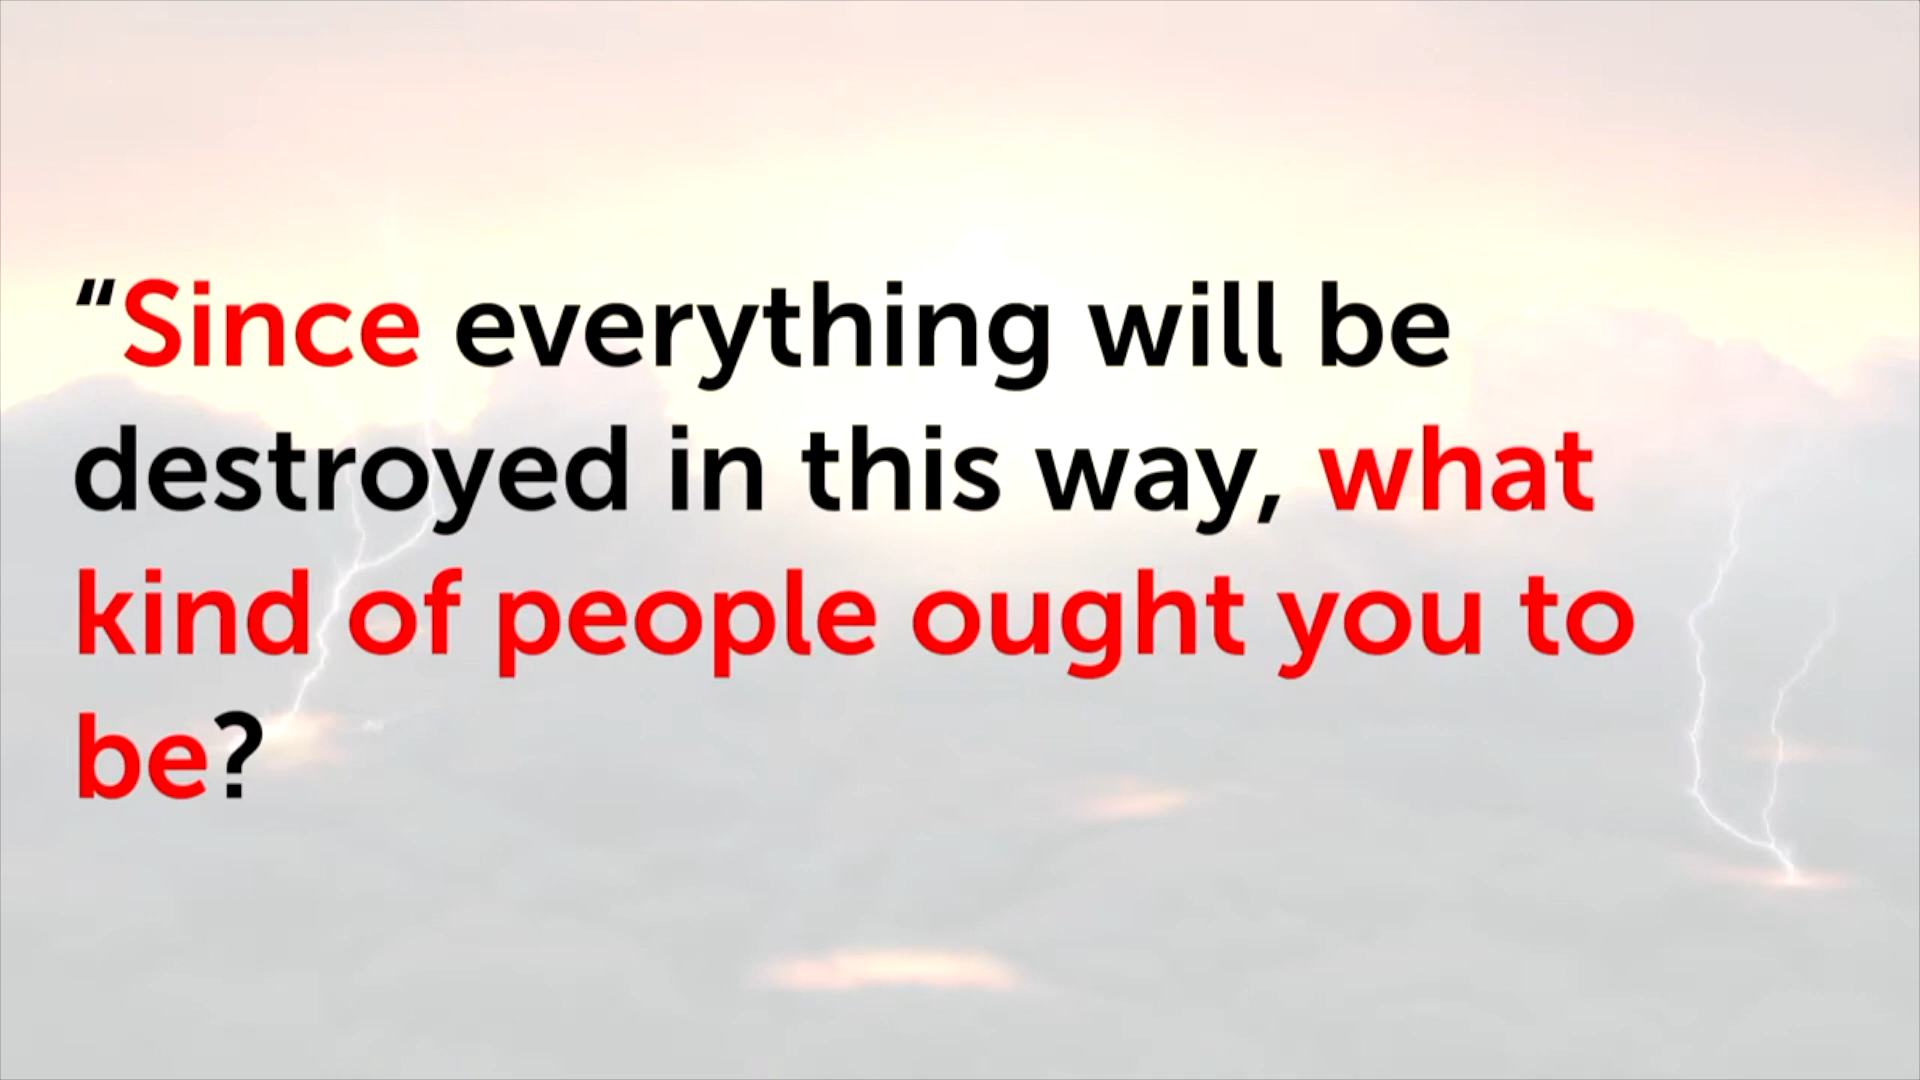 “Since everything will be
destroyed in this way, what
kind of people ought you to
be?